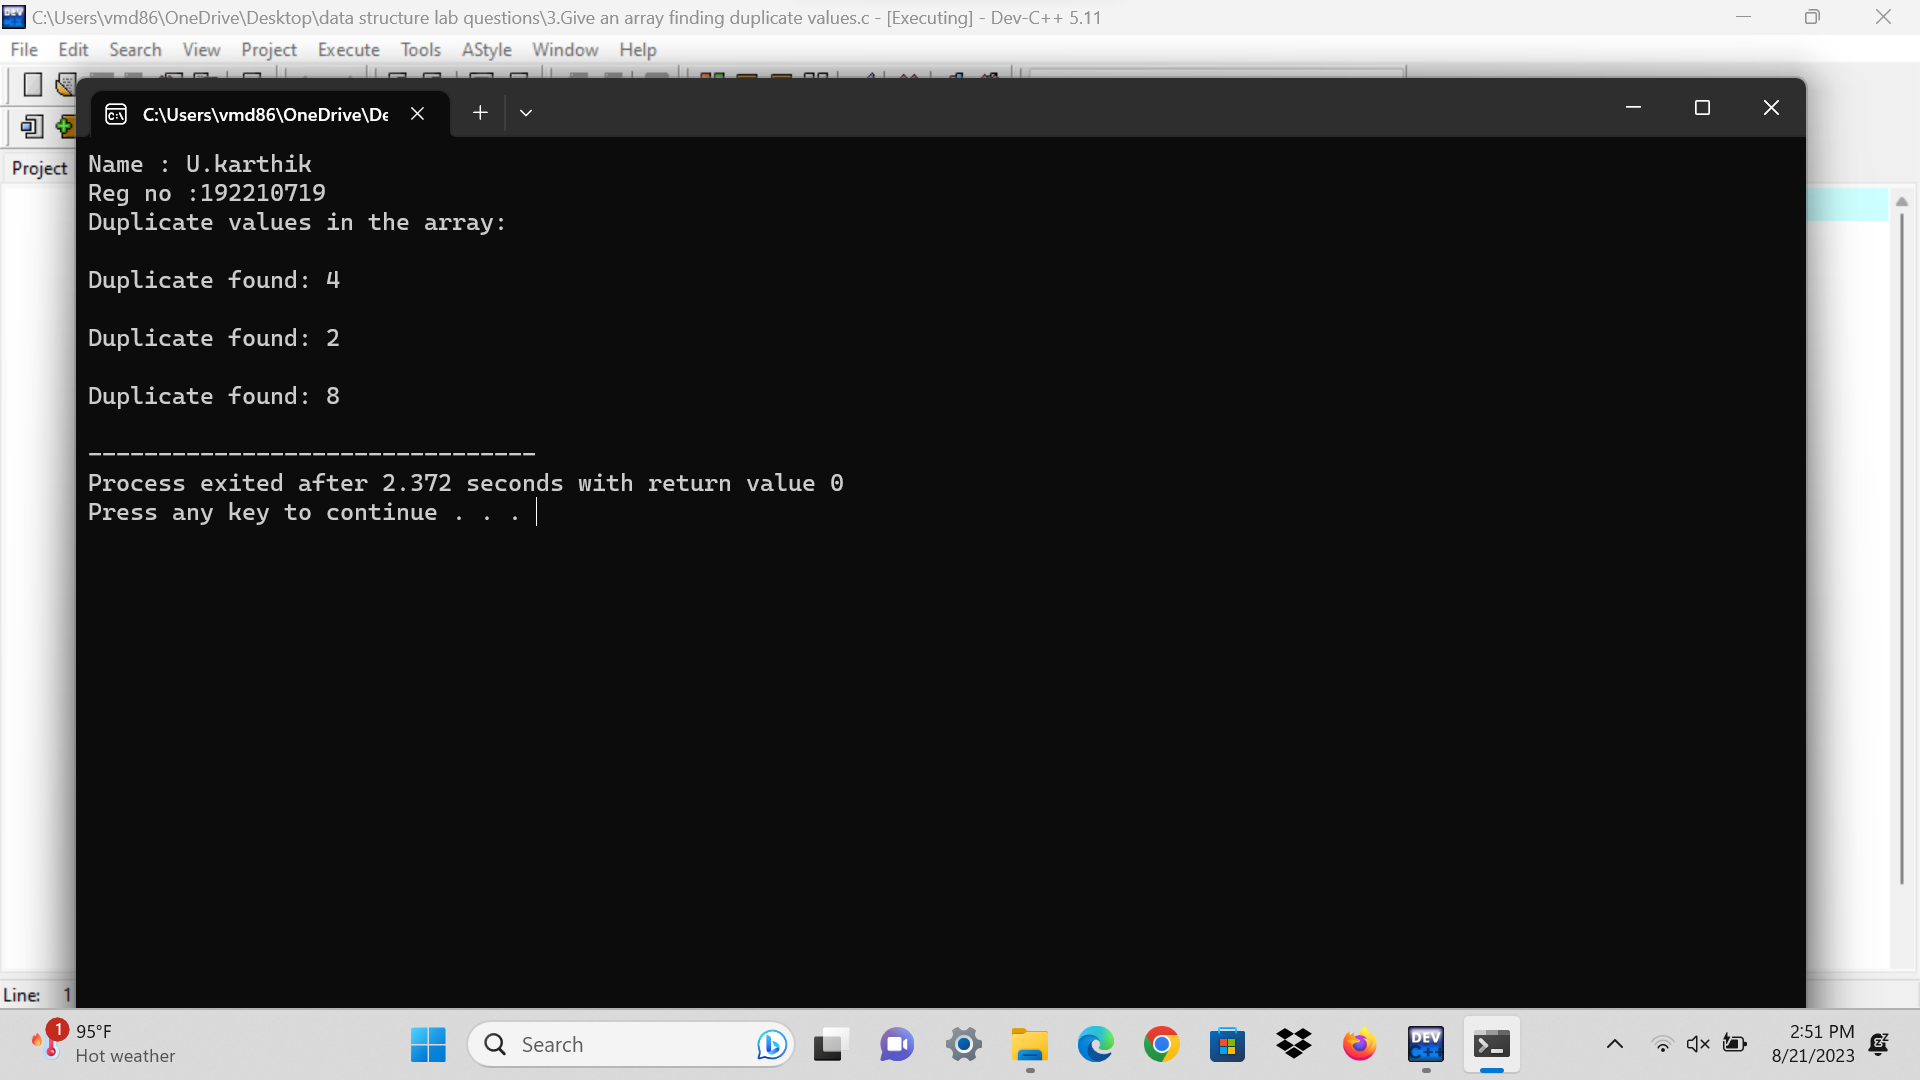 C:\Users\vmd86\OneDrive\Desktop\data structure lab questions\3.Give an array finding duplicate values.c - [Executing] - Dev-C++ 5.11
File Edit Search View Project Execute Tools AStyle Window Help
C:\Users\vmd86\OneDrive\De
Project
Name : U.karthik
Reg no :192210719
Duplicate values in the array:
Duplicate found: 4
Duplicate found: 2
Duplicate found: 8
--------------------------------
Process exited after 2.372 seconds with return value 0
Press any key to continue . . .
Line: 1
1
95°F
Hot weather
Search
DEV C++
2:51 PM
8/21/2023